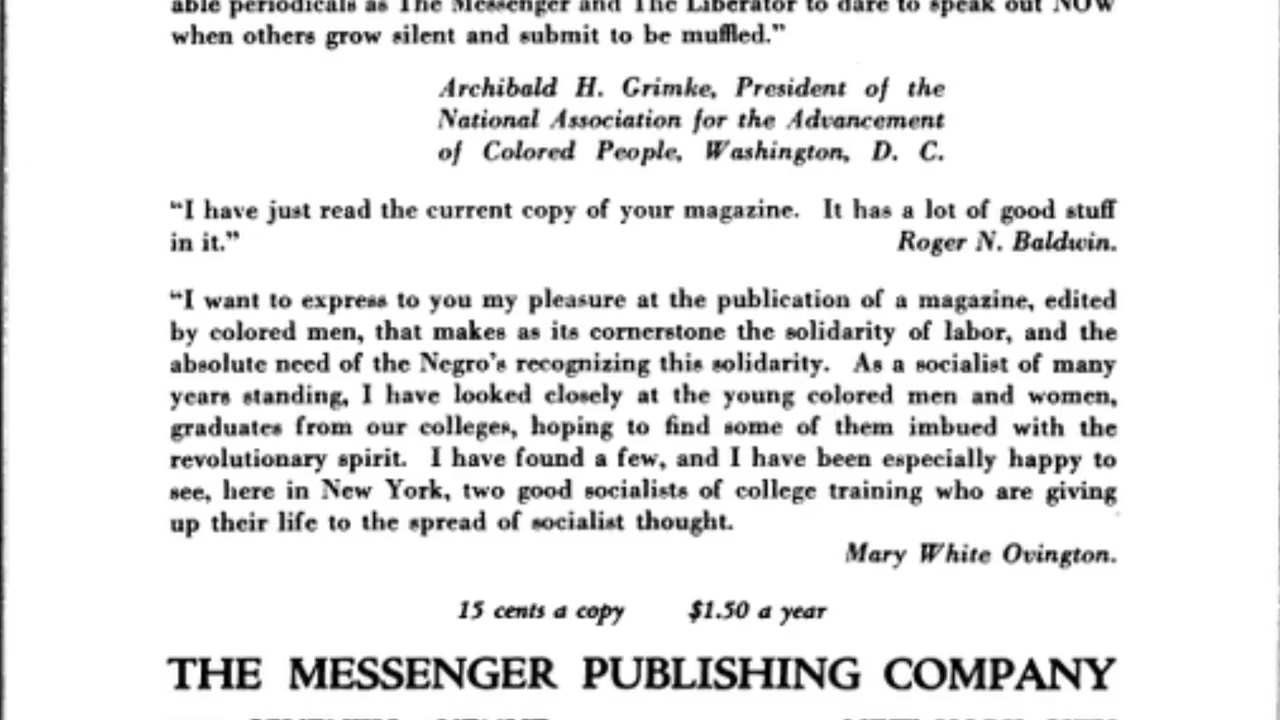 able periodicals as The Messenger and The Liberator to dare to speak out NOW
when others grow silent and submit to be muffled.”
Archibald H. Grimke, President of the
National Association for the Advancement
of Colored People, Washington, D. C.
“I have just read the current copy of your magazine. It has a lot of good stuff
in it.” Roger N. Baldwin.
“I want to express to you my pleasure at the publication of a magazine, edited
by colored men, that makes as its cornerstone the solidarity of labor, and the
absolute need of the Negro’s recognizing this solidarity. As a socialist of many
years standing, I have looked closely at the young colored men and women,
graduates from our colleges, hoping to find some of them imbued with the
revolutionary spirit. I have found a few, and I have been especially happy to
see, here in New York, two good socialists of college training who are giving
up their life to the spread of socialist thought.
Mary White Ovington.
15 cents a copy $1.50 a year
THE MESSENGER PUBLISHING COMPANY